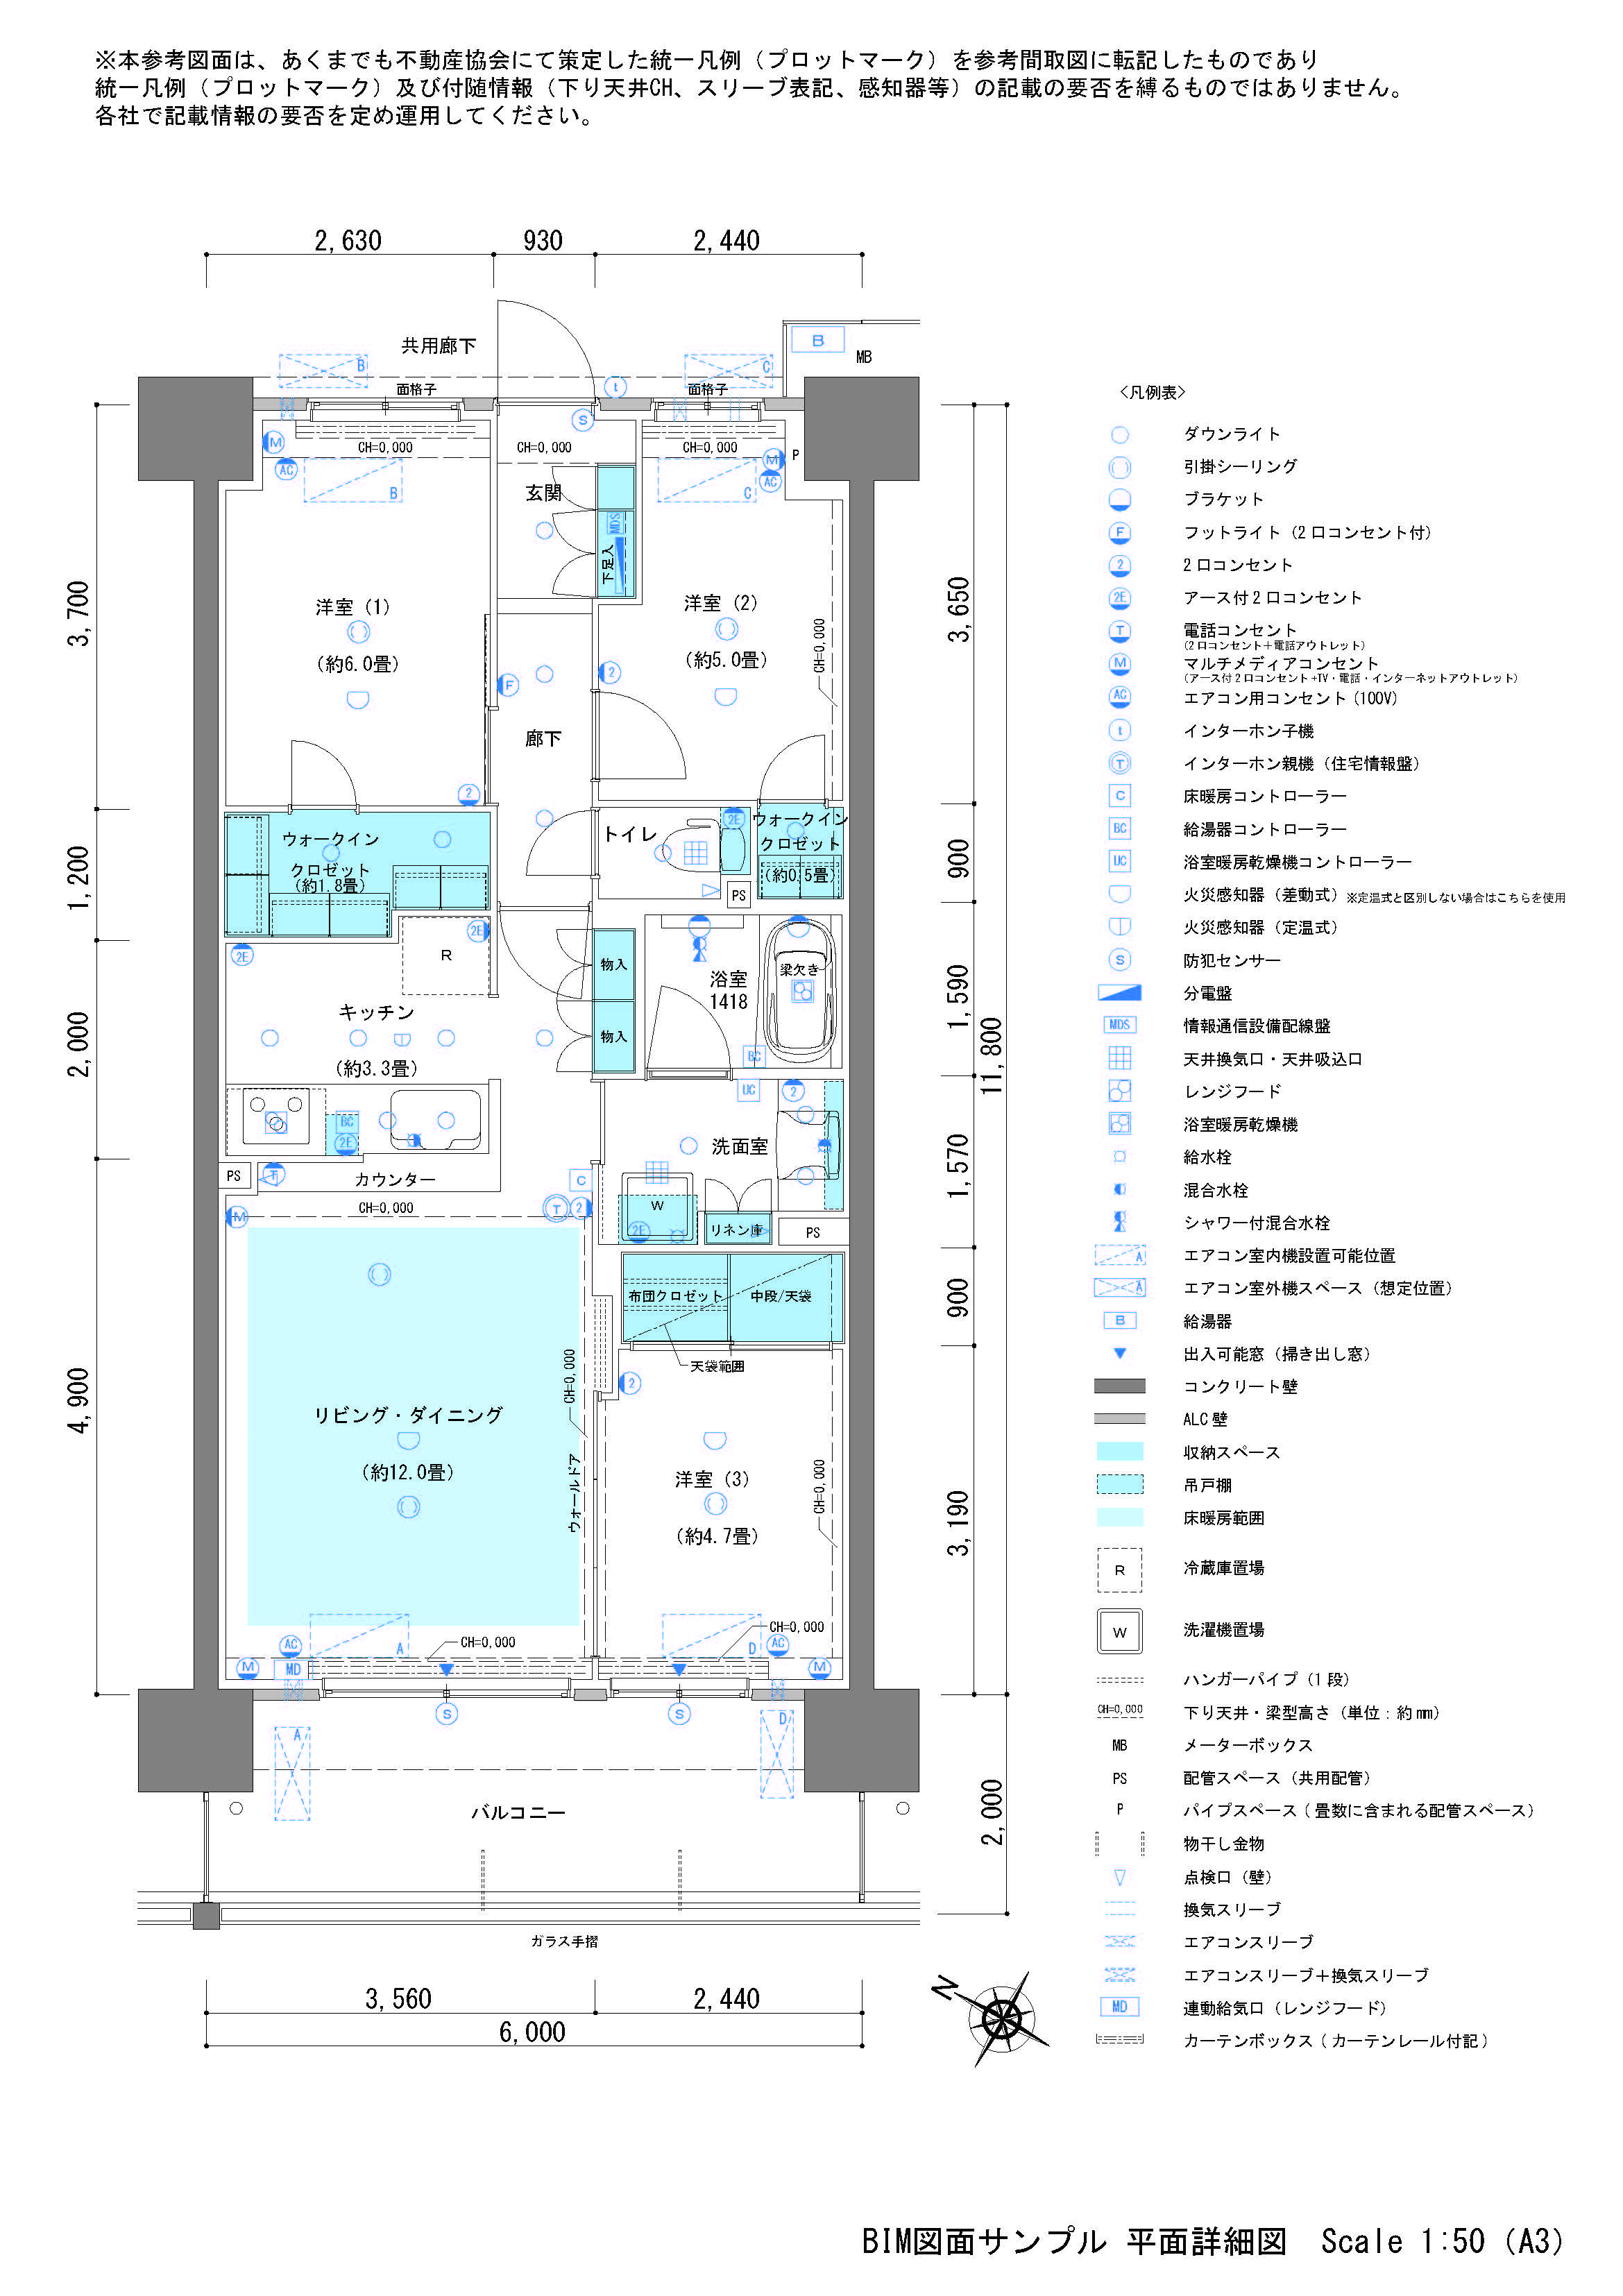 ※本参考図面は、あくまでも不動産協会にて策定した統一凡例（プロットマーク）を参考間取図に転記したものであり
統一凡例（プロットマーク）及び付随情報（下り天井CH、スリーブ表記、感知器等）の記載の要否を縛るものではありません。
各社で記載情報の要否を定め運用してください。
2,630
930
2,440
共用廊下
B
MB
B
C
面格子
t
面格子
S
M
CH=0,000
CH=0,000
CH=0,000
M
P
AC
AC
B
玄関
C
MDS
下足入
3,700
3,650
洋室（1）
洋室（2）
CH=0,000
（約6.0畳）
（約5.0畳）
2
F
廊下
2
トイレ
2E
ウォークイン
クロゼット
（約0.5畳）
ウォークイン
クロゼット
（約1.8畳）
1,200
900
PS
2E
2E
R
物入
浴室
1418
梁欠き
1,590
キッチン
物入
2,000
11,800
（約3.3畳）
BC
UC
2
BC
2E
洗面室
1,570
PS
T
カウンター
C
CH=0,000
M
T
2
W
2E
リネン庫
PS
布団クロゼット
中段/天袋
900
天袋範囲
CH=0,000
2
4,900
リビング・ダイニング
（約12.0畳）
ウォールドア
洋室（3）
（約4.7畳）
CH=0,000
3,190
CH=0,000
CH=0,000
AC
A
D
AC
M
MD
M
S
S
A
D
バルコニー
2,000
ガラス手摺
3,560
2,440
6,000
N
＜凡例表＞
ダウンライト
引掛シーリング
ブラケット
F フットライト（2口コンセント付）
2 2口コンセント
2E アース付2口コンセント
T 電話コンセント
（2口コンセント＋電話アウトレット）
M マルチメディアコンセント
（アース付2口コンセント+TV・電話・インターネットアウトレット）
AC エアコン用コンセント（100V）
t インターホン子機
T インターホン親機（住宅情報盤）
C 床暖房コントローラー
BC 給湯器コントローラー
UC 浴室暖房乾燥機コントローラー
火災感知器（差動式）※定温式と区別しない場合はこちらを使用
火災感知器（定温式）
S 防犯センサー
分電盤
MDS 情報通信設備配線盤
天井換気口・天井吸込口
レンジフード
浴室暖房乾燥機
給水栓
混合水栓
シャワー付混合水栓
A エアコン室内機設置可能位置
A エアコン室外機スペース（想定位置）
B 給湯器
出入可能窓（掃き出し窓）
コンクリート壁
ALC壁
収納スペース
吊戸棚
床暖房範囲
R 冷蔵庫置場
W 洗濯機置場
ハンガーパイプ（1段）
CH=0,000 下り天井・梁型高さ（単位：約㎜）
MB メーターボックス
PS 配管スペース（共用配管）
P パイプスペース（畳数に含まれる配管スペース）
物干し金物
点検口（壁）
換気スリーブ
エアコンスリーブ
エアコンスリーブ＋換気スリーブ
MD 連動給気口（レンジフード）
カーテンボックス（カーテンレール付記）
BIM図面サンプル 平面詳細図 Scale 1:50（A3）